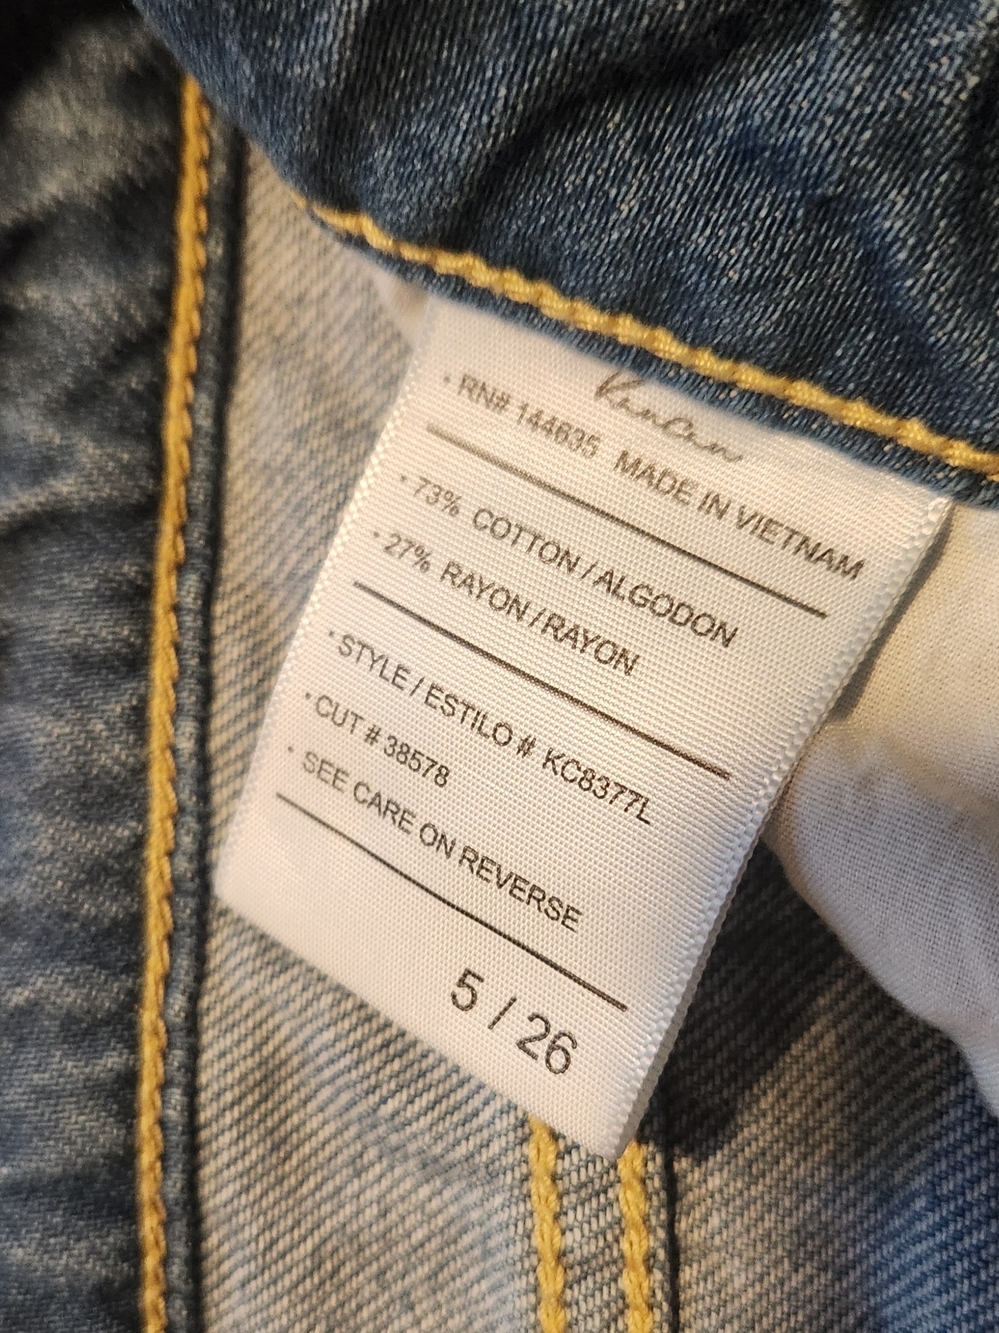 Kancan
• RN# 144635 MADE IN VIETNAM
• 73% COTTON / ALGODON
• 27% RAYON / RAYON
• STYLE / ESTILO # KC8377L
• CUT # 38578
• SEE CARE ON REVERSE
5 / 26